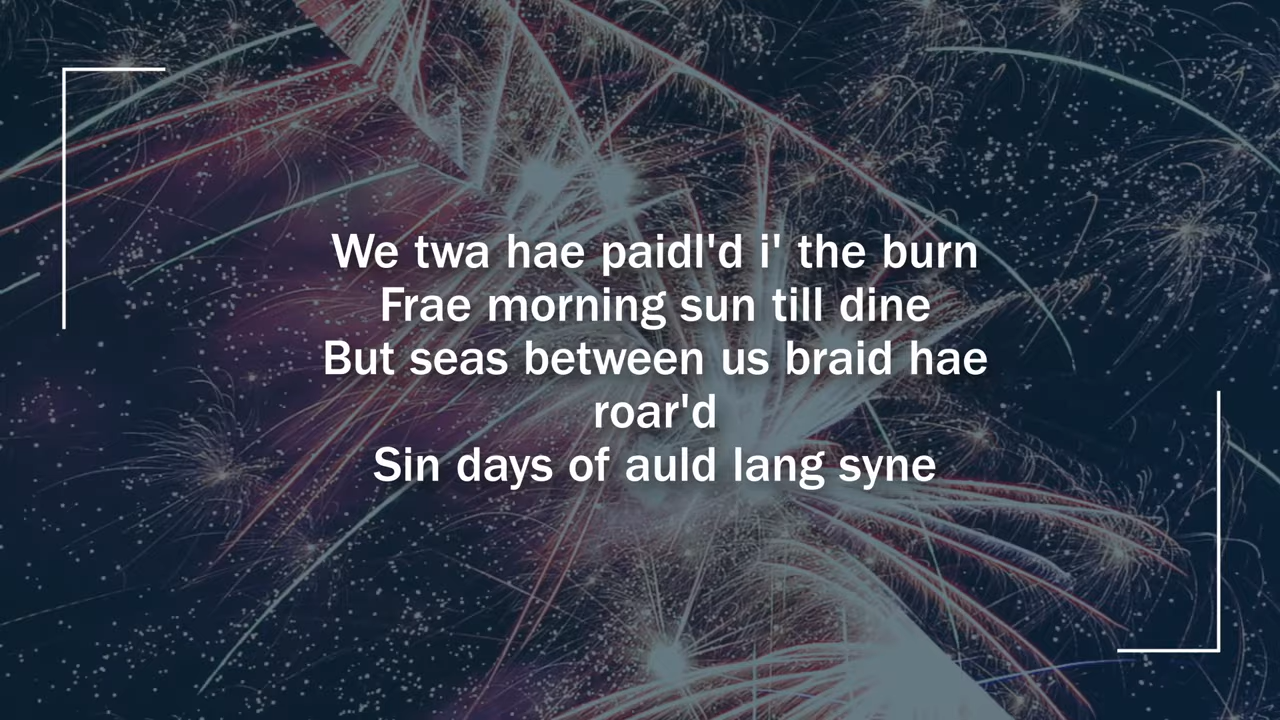 We twa hae paidl'd i' the burn
Frae morning sun till dine
But seas between us braid hae
roar'd
Sin days of auld lang syne